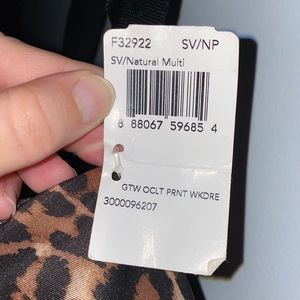 F32922 SV/NP
SV/Natural Multi
8 88067 59685 4
GTW OCLT PRNT WKDRE
3000096207